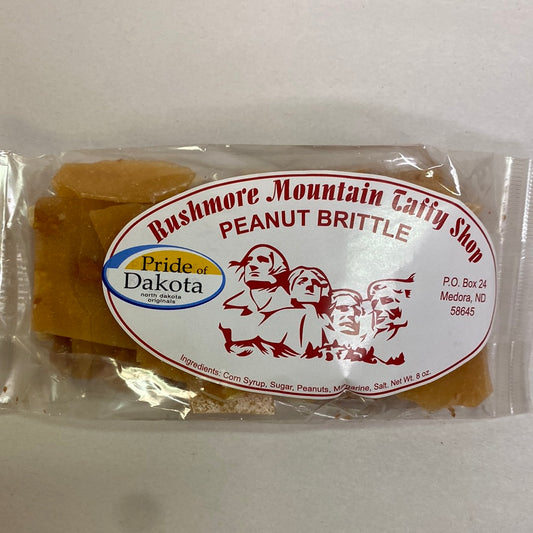 Rushmore Mountain Taffy Shop
PEANUT BRITTLE
Pride of
Dakota
north dakota
originals
P.O. Box 24
Medora, ND
58645
Ingredients: Corn Syrup, Sugar, Peanuts, Margarine, Salt. Net Wt. 8 oz.